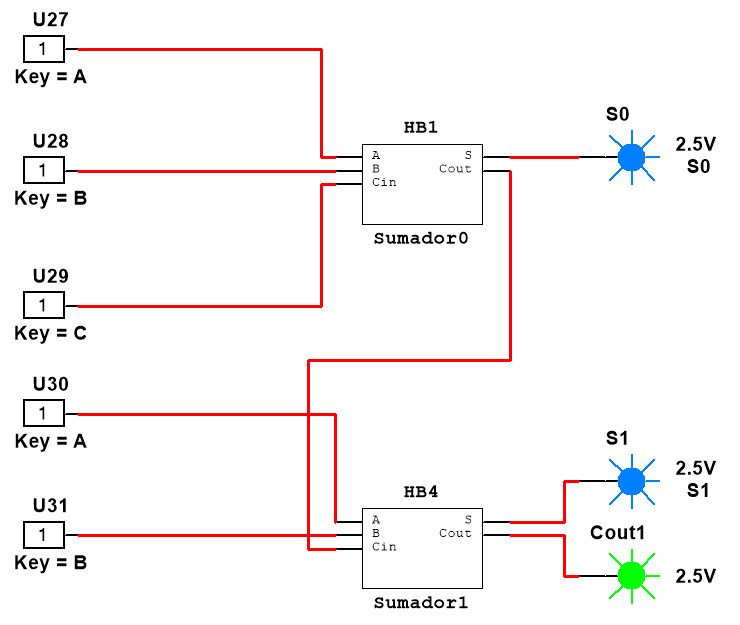 U27
1
Key = A
U28
1
Key = B
U29
1
Key = C
HB1
A
B
Cin
S
Cout
Sumador0
S0
2.5V
S0
U30
1
Key = A
U31
1
Key = B
HB4
A
B
Cin
S
Cout
Sumador1
S1
2.5V
S1
Cout1
2.5V